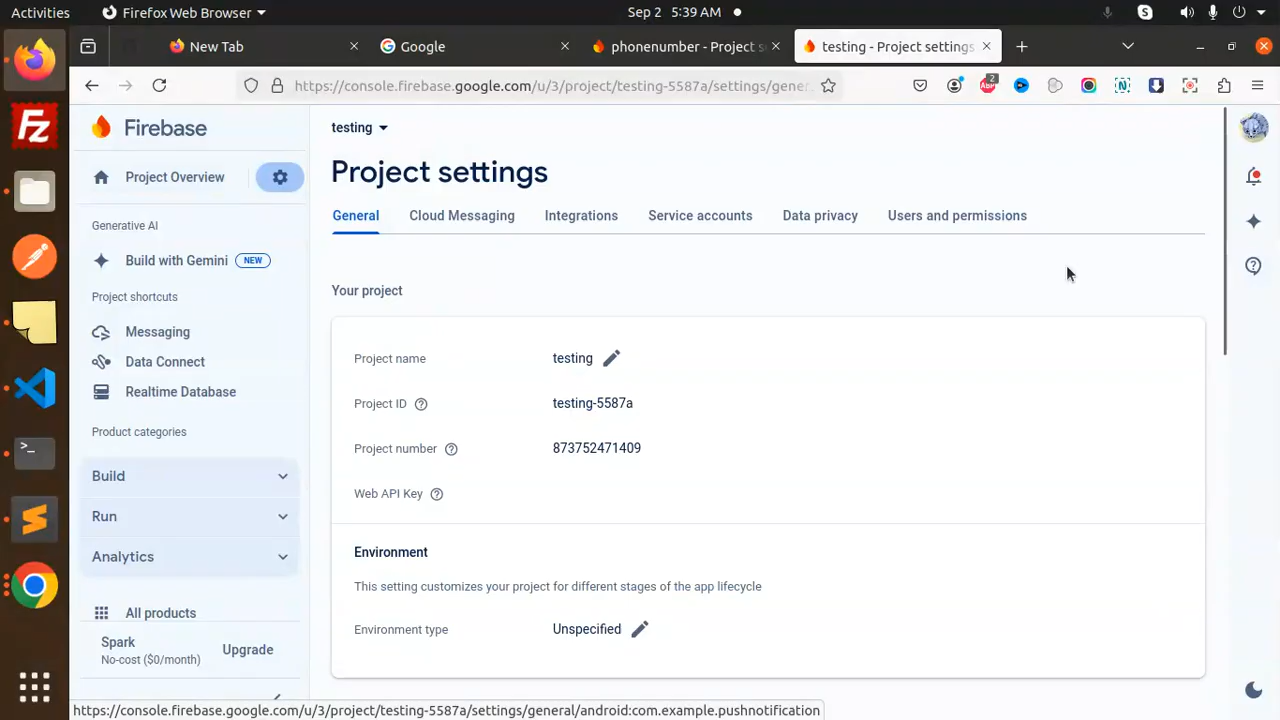 Activities
Firefox Web Browser
Sep 2 5:39 AM
New Tab
Google
phonenumber - Project s
testing - Project settings
https://console.firebase.google.com/u/3/project/testing-5587a/settings/gener
2
Firebase
testing
Project settings
Project Overview
General
Cloud Messaging
Integrations
Service accounts
Data privacy
Users and permissions
Generative AI
Build with Gemini
NEW
Project shortcuts
Messaging
Data Connect
Realtime Database
Product categories
Build
Run
Analytics
All products
Spark
No-cost ($0/month)
Upgrade
Your project
Project name
testing
Project ID
testing-5587a
Project number
873752471409
Web API Key
Environment
This setting customizes your project for different stages of the app lifecycle
Environment type
Unspecified
https://console.firebase.google.com/u/3/project/testing-5587a/settings/general/android:com.example.pushnotification